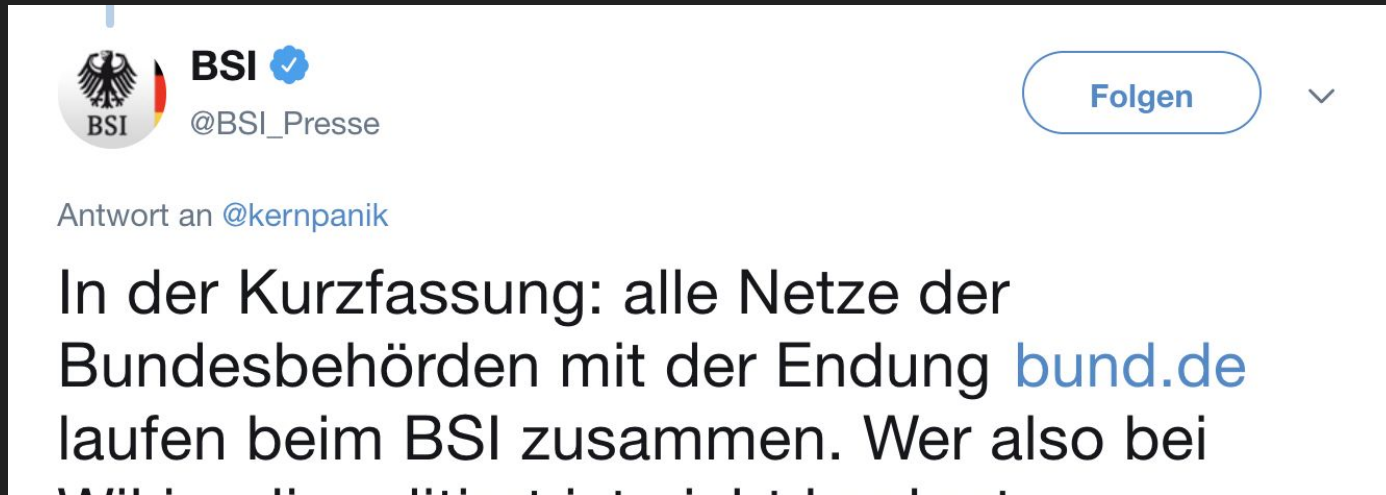 BSI
@BSI_Presse
BSI
Folgen
Antwort an @kernpanik
In der Kurzfassung: alle Netze der
Bundesbehörden mit der Endung bund.de
laufen beim BSI zusammen. Wer also bei